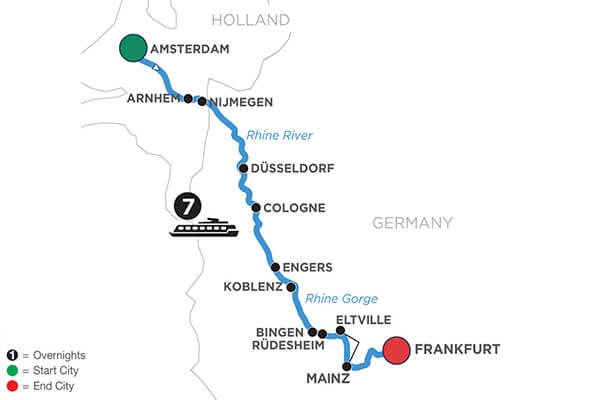 HOLLAND
AMSTERDAM
ARNHEM
NIJMEGEN
Rhine River
DÜSSELDORF
7
COLOGNE
GERMANY
ENGERS
KOBLENZ
Rhine Gorge
ELTVILLE
BINGEN
RÜDESHEIM
FRANKFURT
MAINZ
1 = Overnights
= Start City
= End City